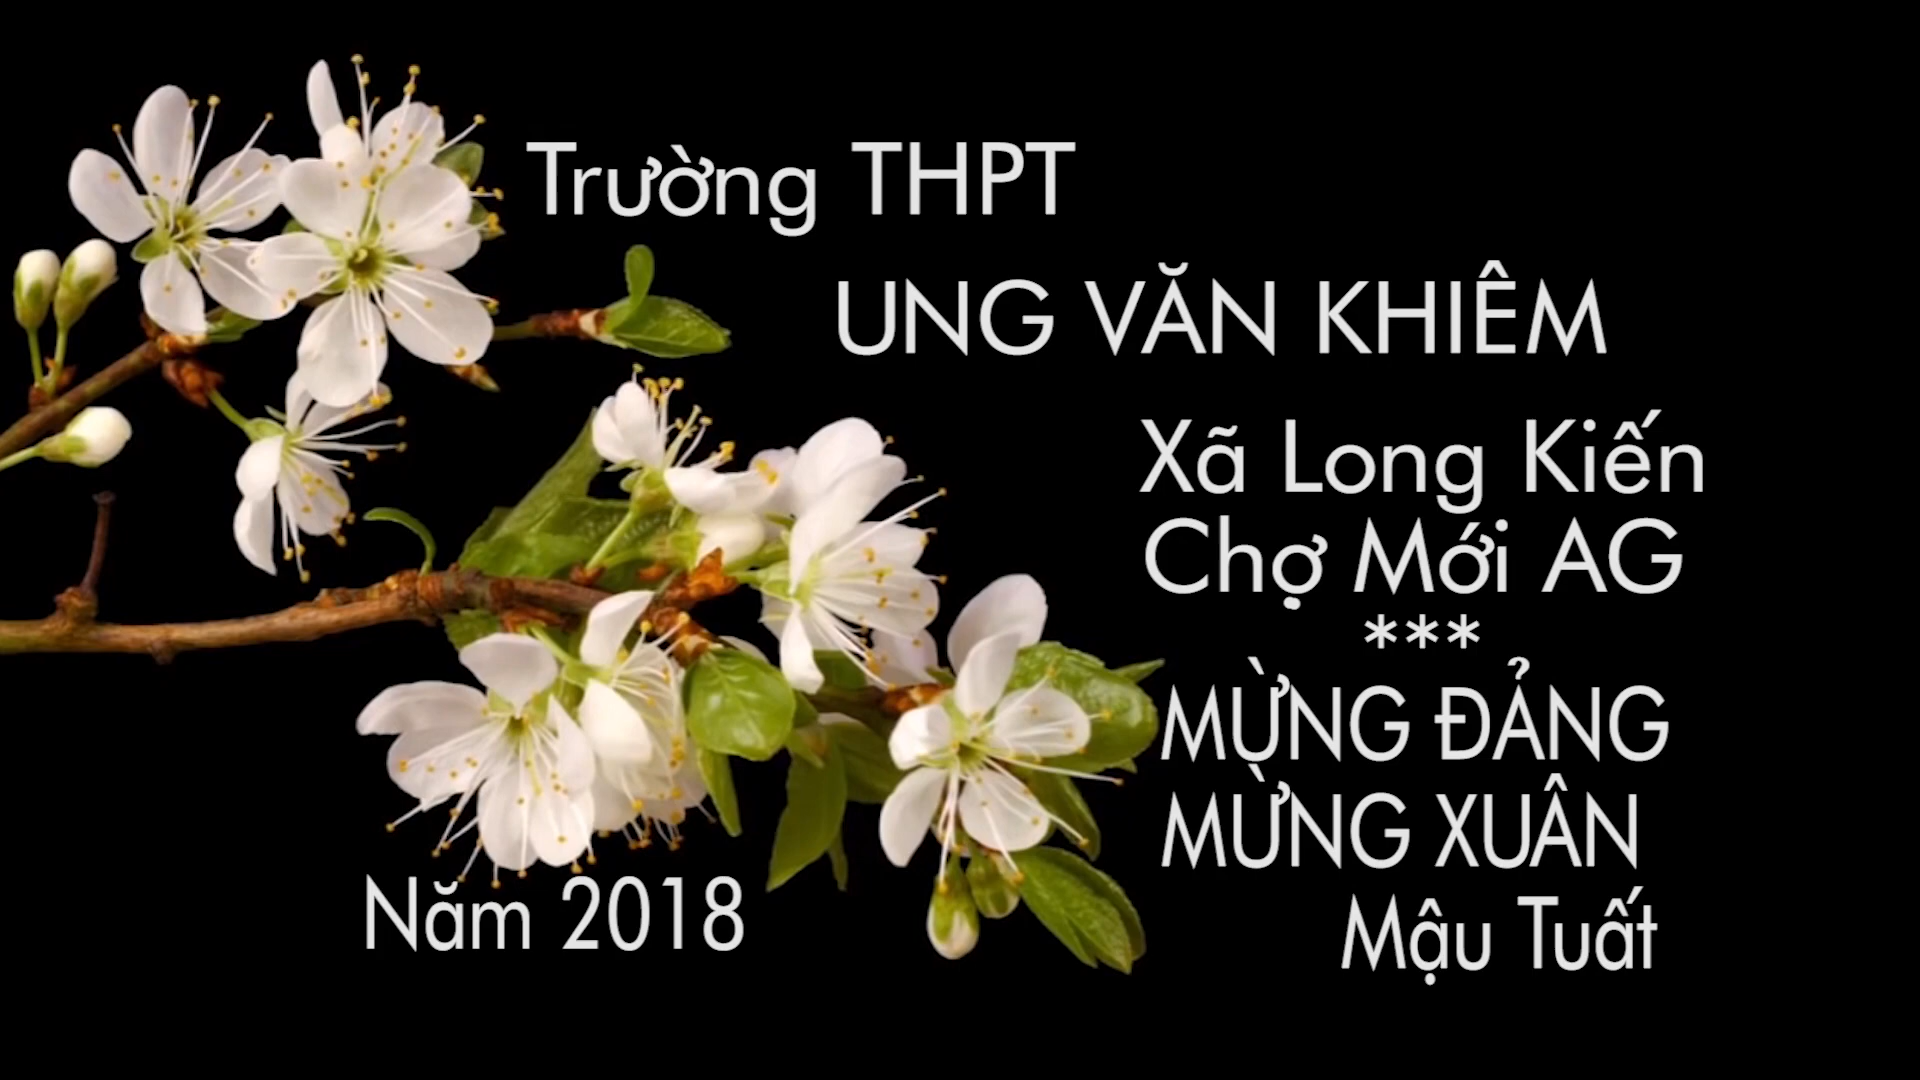 Trường THPT
UNG VĂN KHIÊM
Xã Long Kiến
Chợ Mới AG
***
MỪNG ĐẢNG
MỪNG XUÂN
Mậu Tuất
Năm 2018